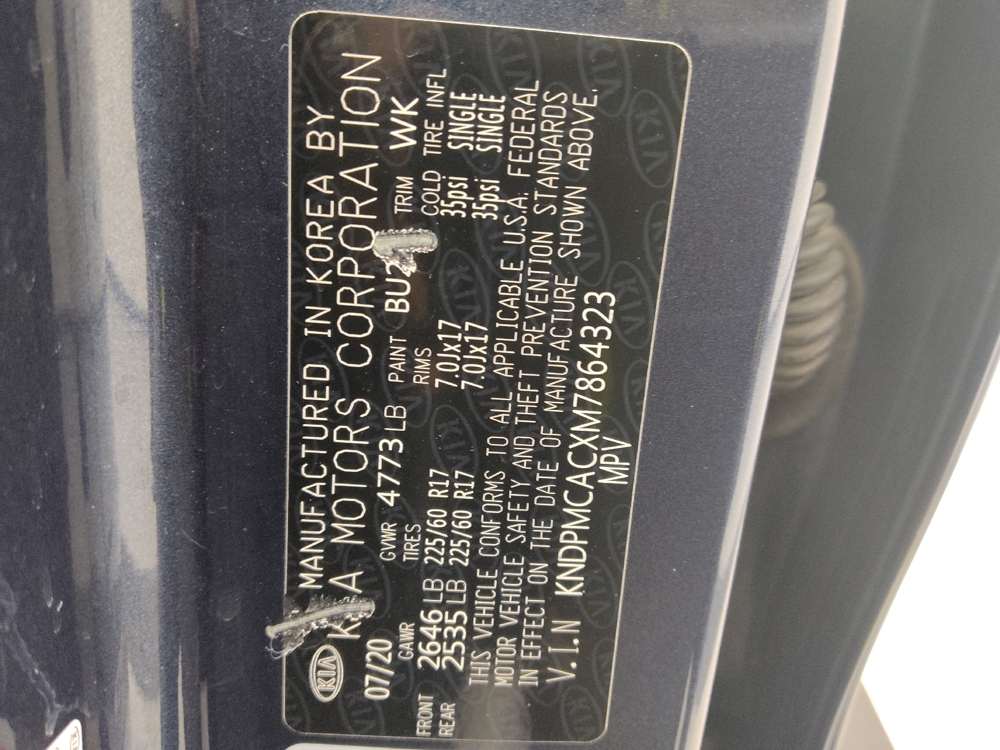 KIA MANUFACTURED IN KOREA BY
KIA MOTORS CORPORATION
07/20 GVWR 4773 LB PAINT TRIM WK
GAWR TIRES RIMS COLD TIRE INFL
FRONT 2646 LB 225/60 R17 7.0Jx17 35psi SINGLE
REAR 2535 LB 225/60 R17 7.0Jx17 35psi SINGLE
THIS VEHICLE CONFORMS TO ALL APPLICABLE U.S.A. FEDERAL
MOTOR VEHICLE SAFETY AND THEFT PREVENTION STANDARDS
IN EFFECT ON THE DATE OF MANUFACTURE SHOWN ABOVE.
V.I.N KNDPMCACXM7864323
MPV